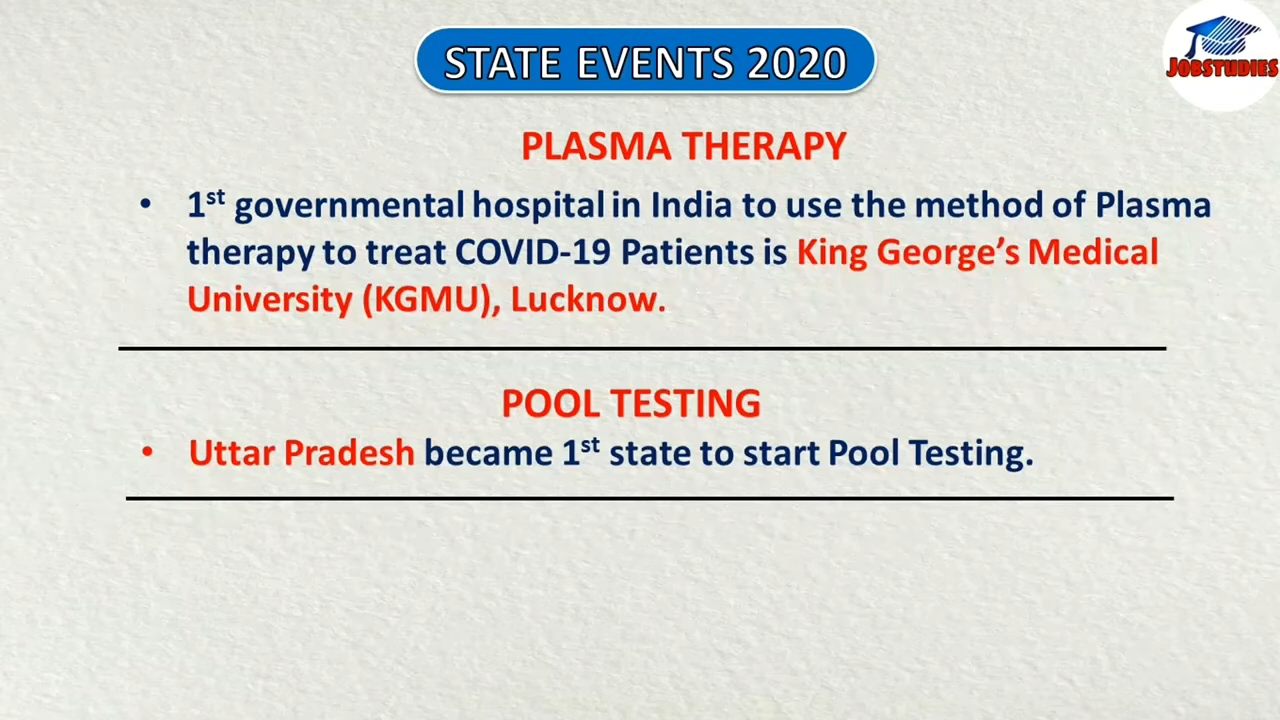 STATE EVENTS 2020
JOBSTUDIES
PLASMA THERAPY
• 1st governmental hospital in India to use the method of Plasma
therapy to treat COVID-19 Patients is King George’s Medical
University (KGMU), Lucknow.
POOL TESTING
• Uttar Pradesh became 1st state to start Pool Testing.